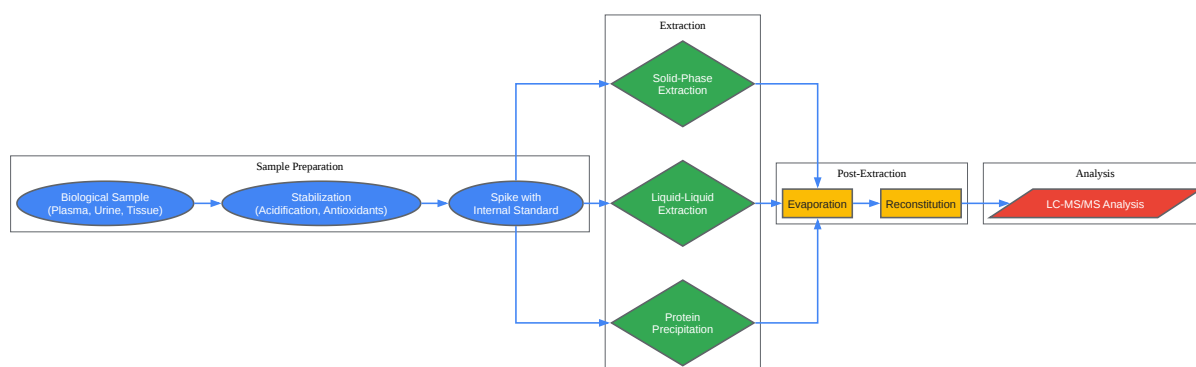 Sample Preparation
Biological Sample
(Plasma, Urine, Tissue)
Stabilization
(Acidification, Antioxidants)
Spike with
Internal Standard
Extraction
Solid-Phase
Extraction
Liquid-Liquid
Extraction
Protein
Precipitation
Post-Extraction
Evaporation
Reconstitution
Analysis
LC-MS/MS Analysis